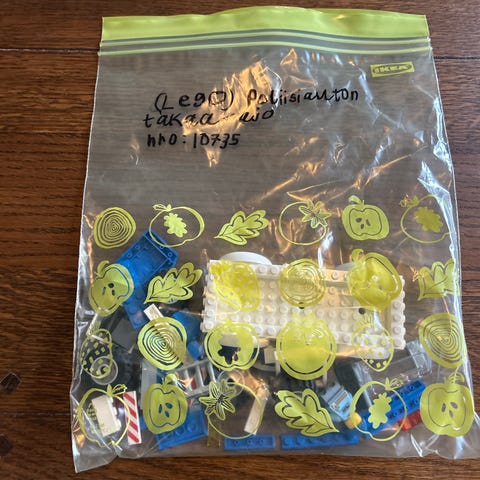 IKEA
(Lego) Poliisiauton
takaa-ajo
nro: 10735